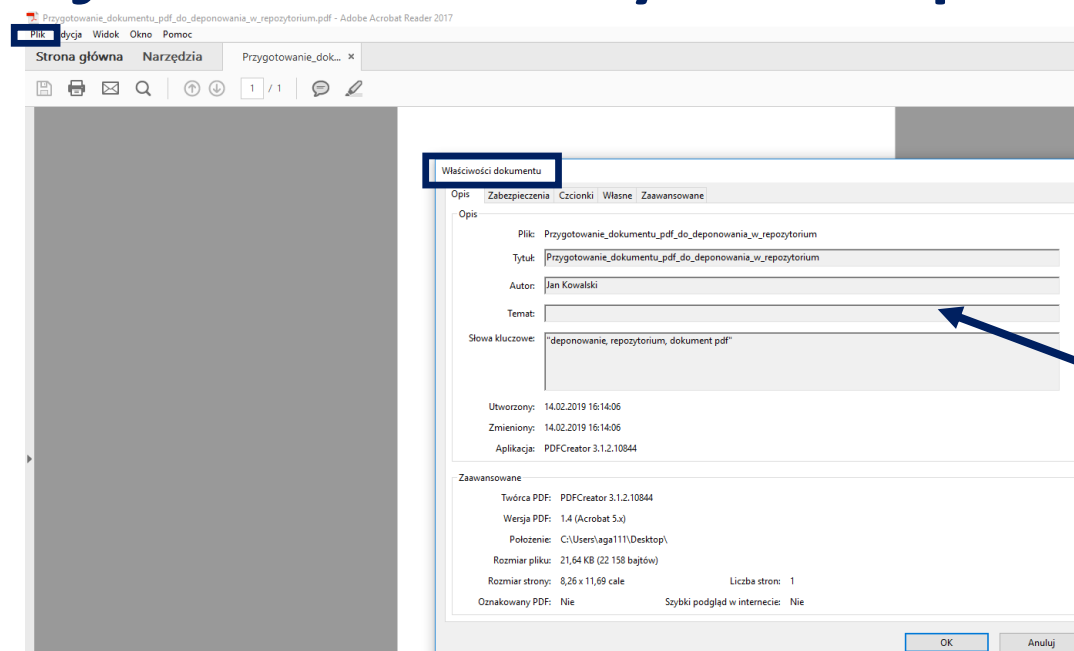 Przygotowanie_dokumentu_pdf_do_deponowania_w_repozytorium.pdf - Adobe Acrobat Reader 2017
Plik Edycja Widok Okno Pomoc
Strona główna Narzędzia Przygotowanie_dok... ×
1 / 1
Właściwości dokumentu
Opis Zabezpieczenia Czcionki Własne Zaawansowane
Opis
Plik: Przygotowanie_dokumentu_pdf_do_deponowania_w_repozytorium
Tytuł: Przygotowanie_dokumentu_pdf_do_deponowania_w_repozytorium
Autor: Jan Kowalski
Temat:
Słowa kluczowe: "deponowanie, repozytorium, dokument pdf"
Utworzony: 14.02.2019 16:14:06
Zmieniony: 14.02.2019 16:14:06
Aplikacja: PDFCreator 3.1.2.10844
Zaawansowane
Twórca PDF: PDFCreator 3.1.2.10844
Wersja PDF: 1.4 (Acrobat 5.x)
Położenie: C:\Users\aga111\Desktop\
Rozmiar pliku: 21,64 KB (22 158 bajtów)
Rozmiar strony: 8,26 x 11,69 cale Liczba stron: 1
Oznakowany PDF: Nie Szybki podgląd w internecie: Nie
OK Anuluj